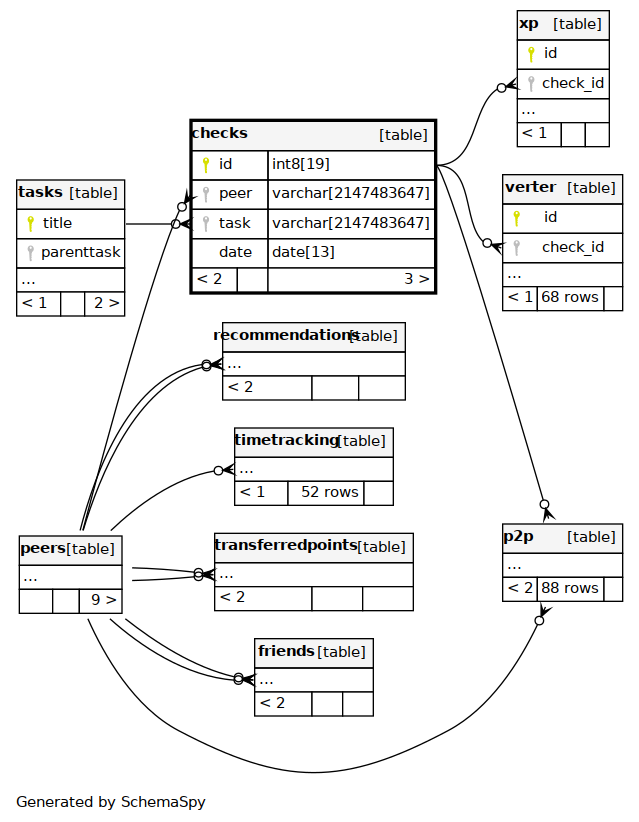 xp [table]
id
check_id
...
< 1
checks [table]
id int8[19]
peer varchar[2147483647]
task varchar[2147483647]
date date[13]
< 2 3 >
tasks [table]
title
parenttask
...
< 1 2 >
verter [table]
id
check_id
...
< 1 68 rows
recommendations [table]
...
< 2
timetracking [table]
...
< 1 52 rows
peers [table]
...
9 >
transferredpoints [table]
...
< 2
p2p [table]
...
< 2 88 rows
friends [table]
...
< 2
Generated by SchemaSpy